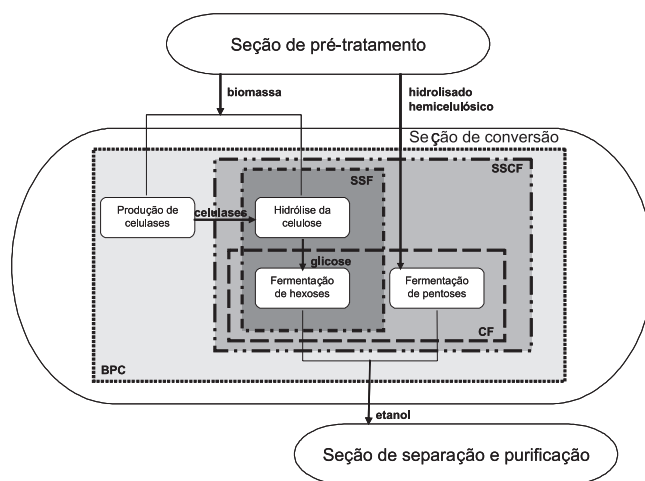 Seção de pré-tratamento
biomassa
hidrolisado
hemicelulósico
Seção de conversão
SSCF
SSF
Produção de
celulases
celulases
Hidrólise da
celulose
glicose
Fermentação
de hexoses
Fermentação
de pentoses
CF
BPC
etanol
Seção de separação e purificação